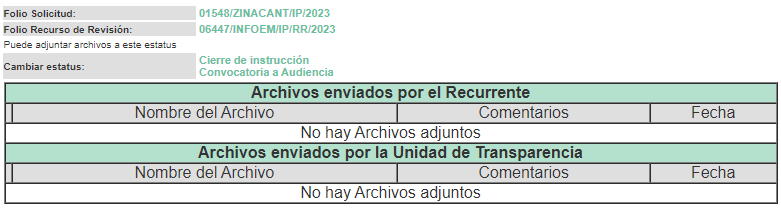 Folio Solicitud: 01548/ZINACANT/IP/2023
Folio Recurso de Revisión: 06447/INFOEM/IP/RR/2023
Puede adjuntar archivos a este estatus
Cambiar estatus: Cierre de instrucción
Convocatoria a Audiencia
Archivos enviados por el Recurrente
Nombre del Archivo Comentarios Fecha
No hay Archivos adjuntos
Archivos enviados por la Unidad de Transparencia
Nombre del Archivo Comentarios Fecha
No hay Archivos adjuntos